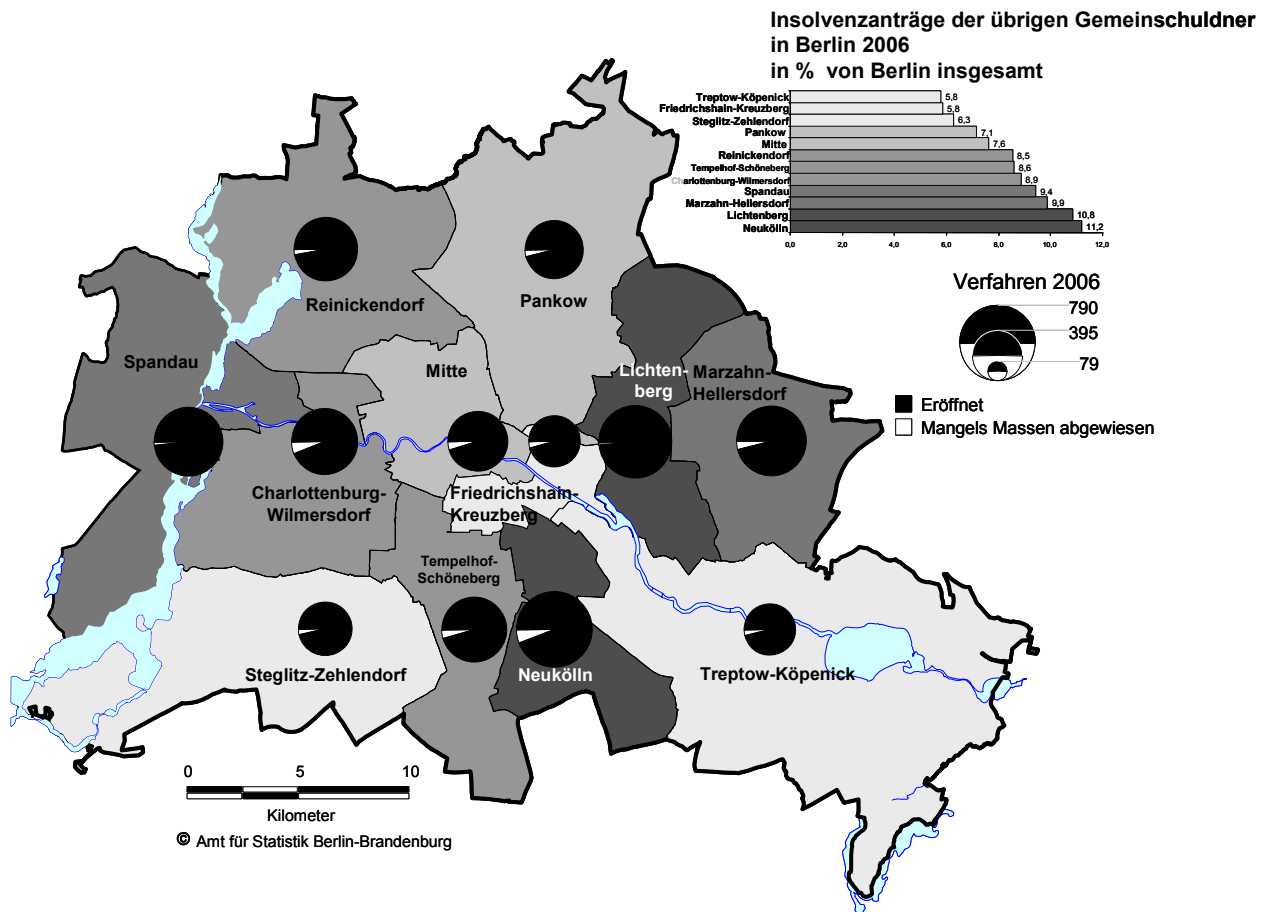 Insolvenzanträge der übrigen Gemeinschuldner
in Berlin 2006
in % von Berlin insgesamt
Treptow-Köpenick 5,8
Friedrichshain-Kreuzberg 5,8
Steglitz-Zehlendorf 6,3
Pankow 7,1
Mitte 7,6
Reinickendorf 8,5
Tempelhof-Schöneberg 8,6
Charlottenburg-Wilmersdorf 8,9
Spandau 9,4
Marzahn-Hellersdorf 9,9
Lichtenberg 10,8
Neukölln 11,2
0,0 2,0 4,0 6,0 8,0 10,0 12,0
Verfahren 2006
790
395
79
Eröffnet
Mangels Massen abgewiesen
Reinickendorf
Pankow
Spandau
Mitte
Lichten-
berg
Marzahn-
Hellersdorf
Charlottenburg-
Wilmersdorf
Friedrichshain-
Kreuzberg
Tempelhof-
Schöneberg
Steglitz-Zehlendorf
Neukölln
Treptow-Köpenick
0 5 10
Kilometer
© Amt für Statistik Berlin-Brandenburg